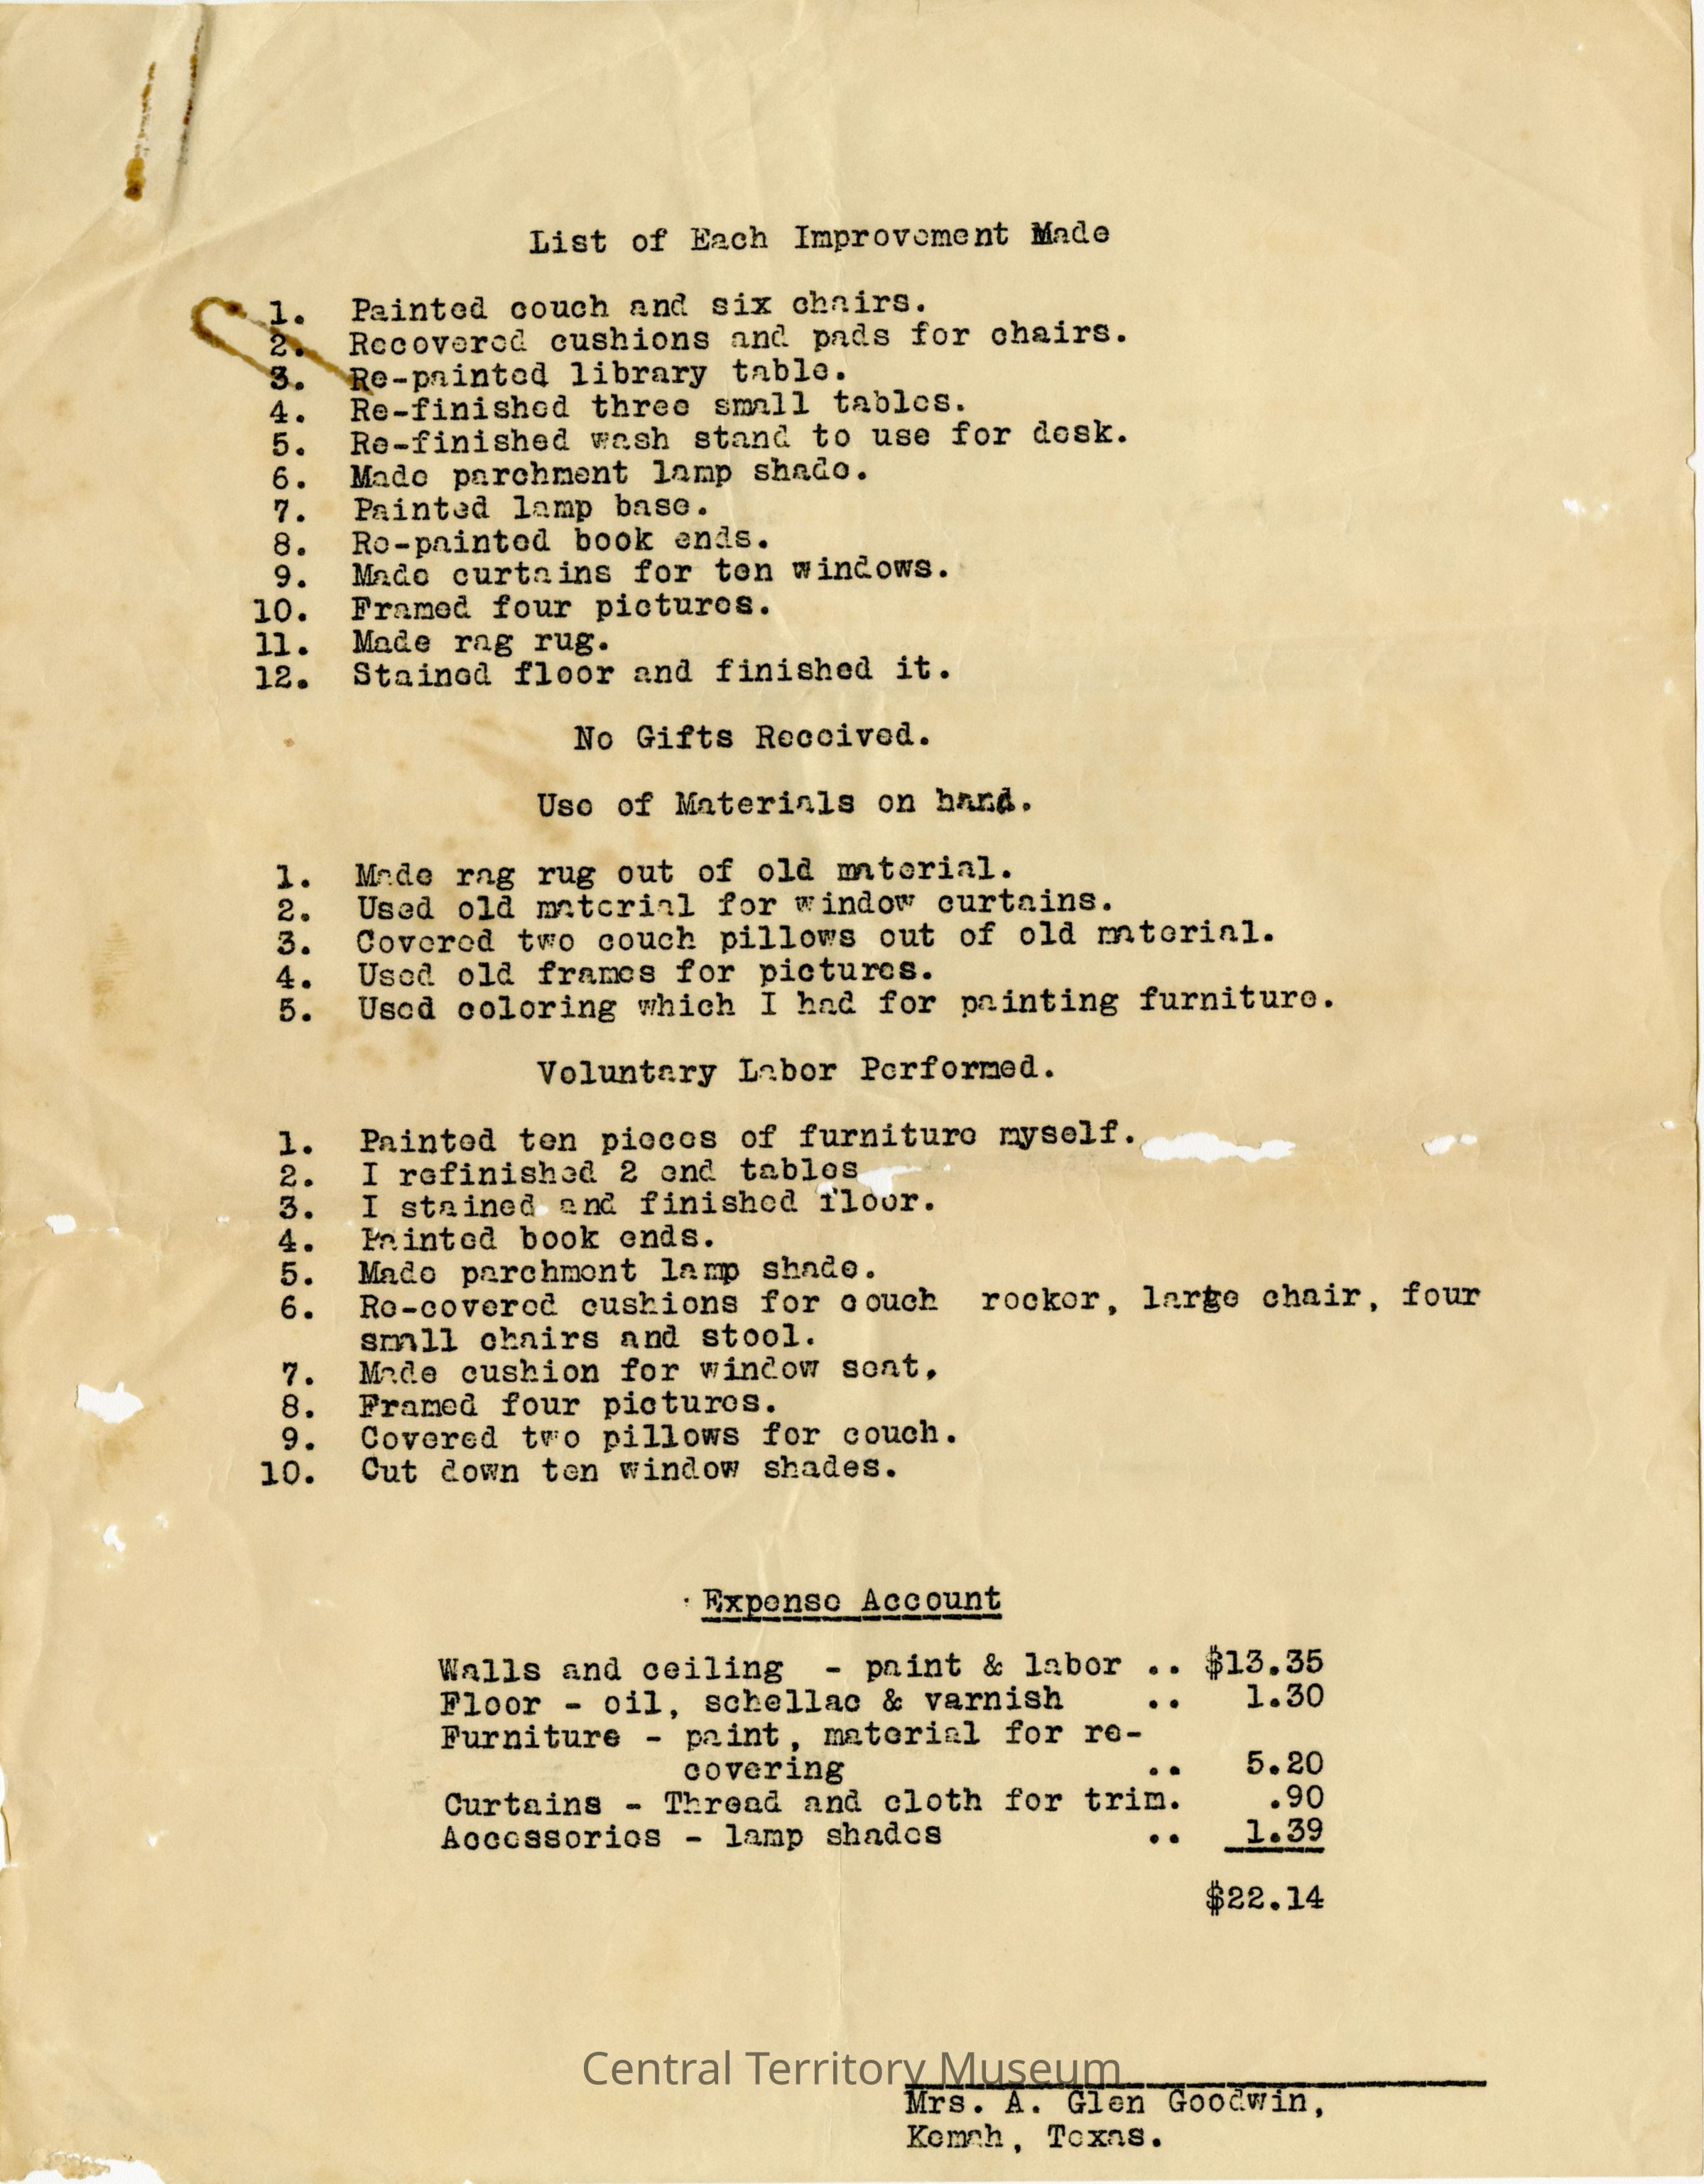 List of Each Improvement Made
1. Painted couch and six chairs.
2. Recovered cushions and pads for chairs.
3. Re-painted library table.
4. Re-finished three small tables.
5. Re-finished wash stand to use for desk.
6. Made parchment lamp shade.
7. Painted lamp base.
8. Re-painted book ends.
9. Made curtains for ten windows.
10. Framed four pictures.
11. Made rag rug.
12. Stained floor and finished it.
No Gifts Received.
Use of Materials on hand.
1. Made rag rug out of old material.
2. Used old material for window curtains.
3. Covered two couch pillows out of old material.
4. Used old frames for pictures.
5. Used coloring which I had for painting furniture.
Voluntary Labor Performed.
1. Painted ten pieces of furniture myself.
2. I refinished 2 end tables
3. I stained and finished floor.
4. Painted book ends.
5. Made parchment lamp shade.
6. Re-covered cushions for couch rocker, large chair, four
small chairs and stool.
7. Made cushion for window seat.
8. Framed four pictures.
9. Covered two pillows for couch.
10. Cut down ten window shades.
Expense Account
Walls and ceiling - paint & labor .. $13.35
Floor - oil, schellac & varnish .. 1.30
Furniture - paint, material for re-
covering .. 5.20
Curtains - Thread and cloth for trim. .90
Accessories - lamp shades .. 1.39
$22.14
Central Territory Museum
Mrs. A. Glen Goodwin,
Kemah, Texas.